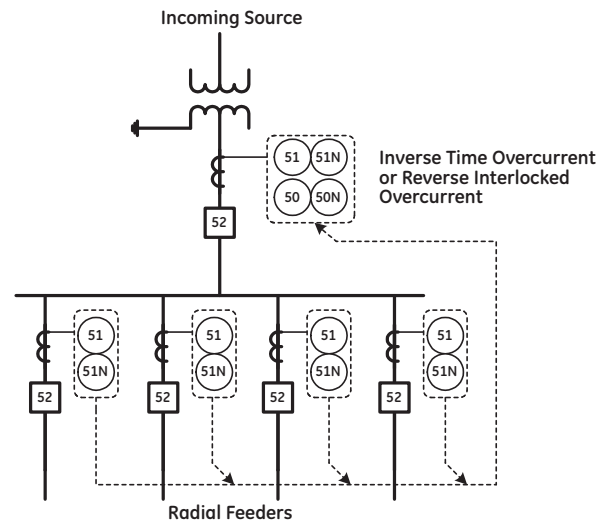 Incoming Source
51 51N
50 50N
Inverse Time Overcurrent
or Reverse Interlocked
Overcurrent
52
51 51 51 51
51N 51N 51N 51N
52 52 52 52
Radial Feeders